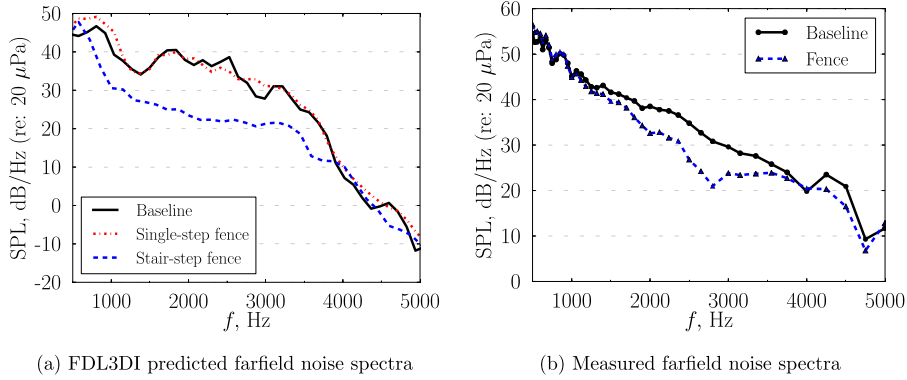 SPL, dB/Hz (re: 20 μPa)
50
40
30
20
10
0
-10
-20
Baseline
Single-step fence
Stair-step fence
1000 2000 3000 4000 5000
f, Hz
(a) FDL3DI predicted farfield noise spectra
SPL, dB/Hz (re: 20 μPa)
60
50
40
30
20
10
0
Baseline
Fence
1000 2000 3000 4000 5000
f, Hz
(b) Measured farfield noise spectra